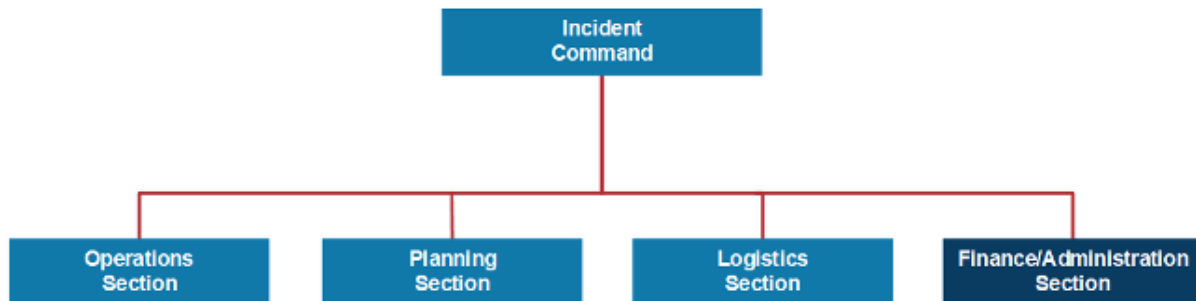 Incident
Command
Operations
Section
Planning
Section
Logistics
Section
Finance/Administration
Section